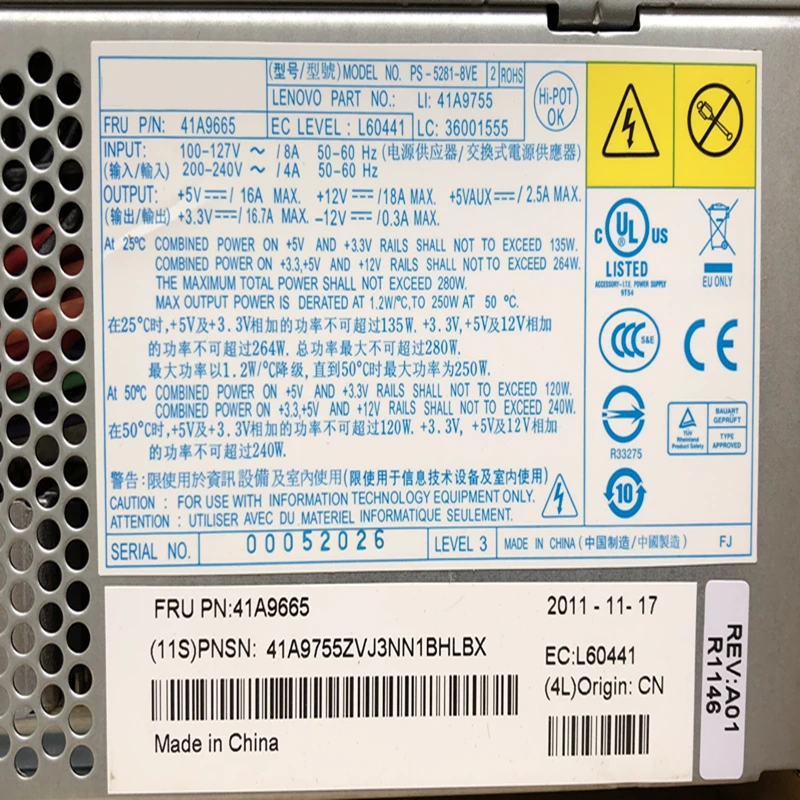 (型号/型號) MODEL NO. PS-5281-8VE 2 ROHS
LENOVO PART NO.: LI: 41A9755
FRU P/N: 41A9665 EC LEVEL: L60441 LC: 36001555
Hi-POT
OK
INPUT: 100-127V ～ /8A 50-60 Hz (电源供应器/交換式電源供應器)
(输入/輸入) 200-240V ～ /4A 50-60 Hz
OUTPUT: +5V⎓/ 16A MAX. +12V⎓/18A MAX. +5VAUX⎓/2.5A MAX.
(输出/輸出) +3.3V⎓/ 16.7A MAX. -12V⎓/0.3A MAX.
At 25°C COMBINED POWER ON +5V AND +3.3V RAILS SHALL NOT TO EXCEED 135W.
COMBINED POWER ON +3.3,+5V AND +12V RAILS SHALL NOT TO EXCEED 264W.
THE MAXIMUM TOTAL POWER SHALL NOT EXCEED 280W.
MAX OUTPUT POWER IS DERATED AT 1.2W/°C,TO 250W AT 50 °C.
在25°C时,+5V及+3.3V相加的功率不可超过135W. +3.3V,+5V及12V相加
的功率不可超过264W. 总功率最大不可超过280W.
最大功率以1.2W/°C降级,直到50°C时最大功率为250W.
At 50°C COMBINED POWER ON +5V AND +3.3V RAILS SHALL NOT TO EXCEED 120W.
COMBINED POWER ON +3.3,+5V AND +12V RAILS SHALL NOT TO EXCEED 240W.
在50°C时,+5V及+3.3V相加的功率不可超过120W. +3.3V, +5V及12V相加
的功率不可超过240W.
警告: 限使用於資訊設備及室內使用(限使用于信息技术设备及室内使用)
CAUTION : FOR USE WITH INFORMATION TECHNOLOGY EQUIPMENT ONLY.
ATTENTION : UTILISER AVEC DU MATERIEL INFORMATIQUE SEULEMENT.
SERIAL NO. 00052026 LEVEL 3 MADE IN CHINA (中国制造/中國製造) FJ
C UL US
LISTED
ACCESSORY-I.T.E. POWER SUPPLY
9T54
EU ONLY
CCC S&E
CE
R33275
TÜV
Rheinland
Product Safety
BAUART
GEPRÜFT
TYPE
APPROVED
10
FRU PN:41A9665 2011-11-17
(11S)PNSN: 41A9755ZVJ3NN1BHLBX
EC:L60441
(4L)Origin: CN
Made in China
REV:A01
R1146